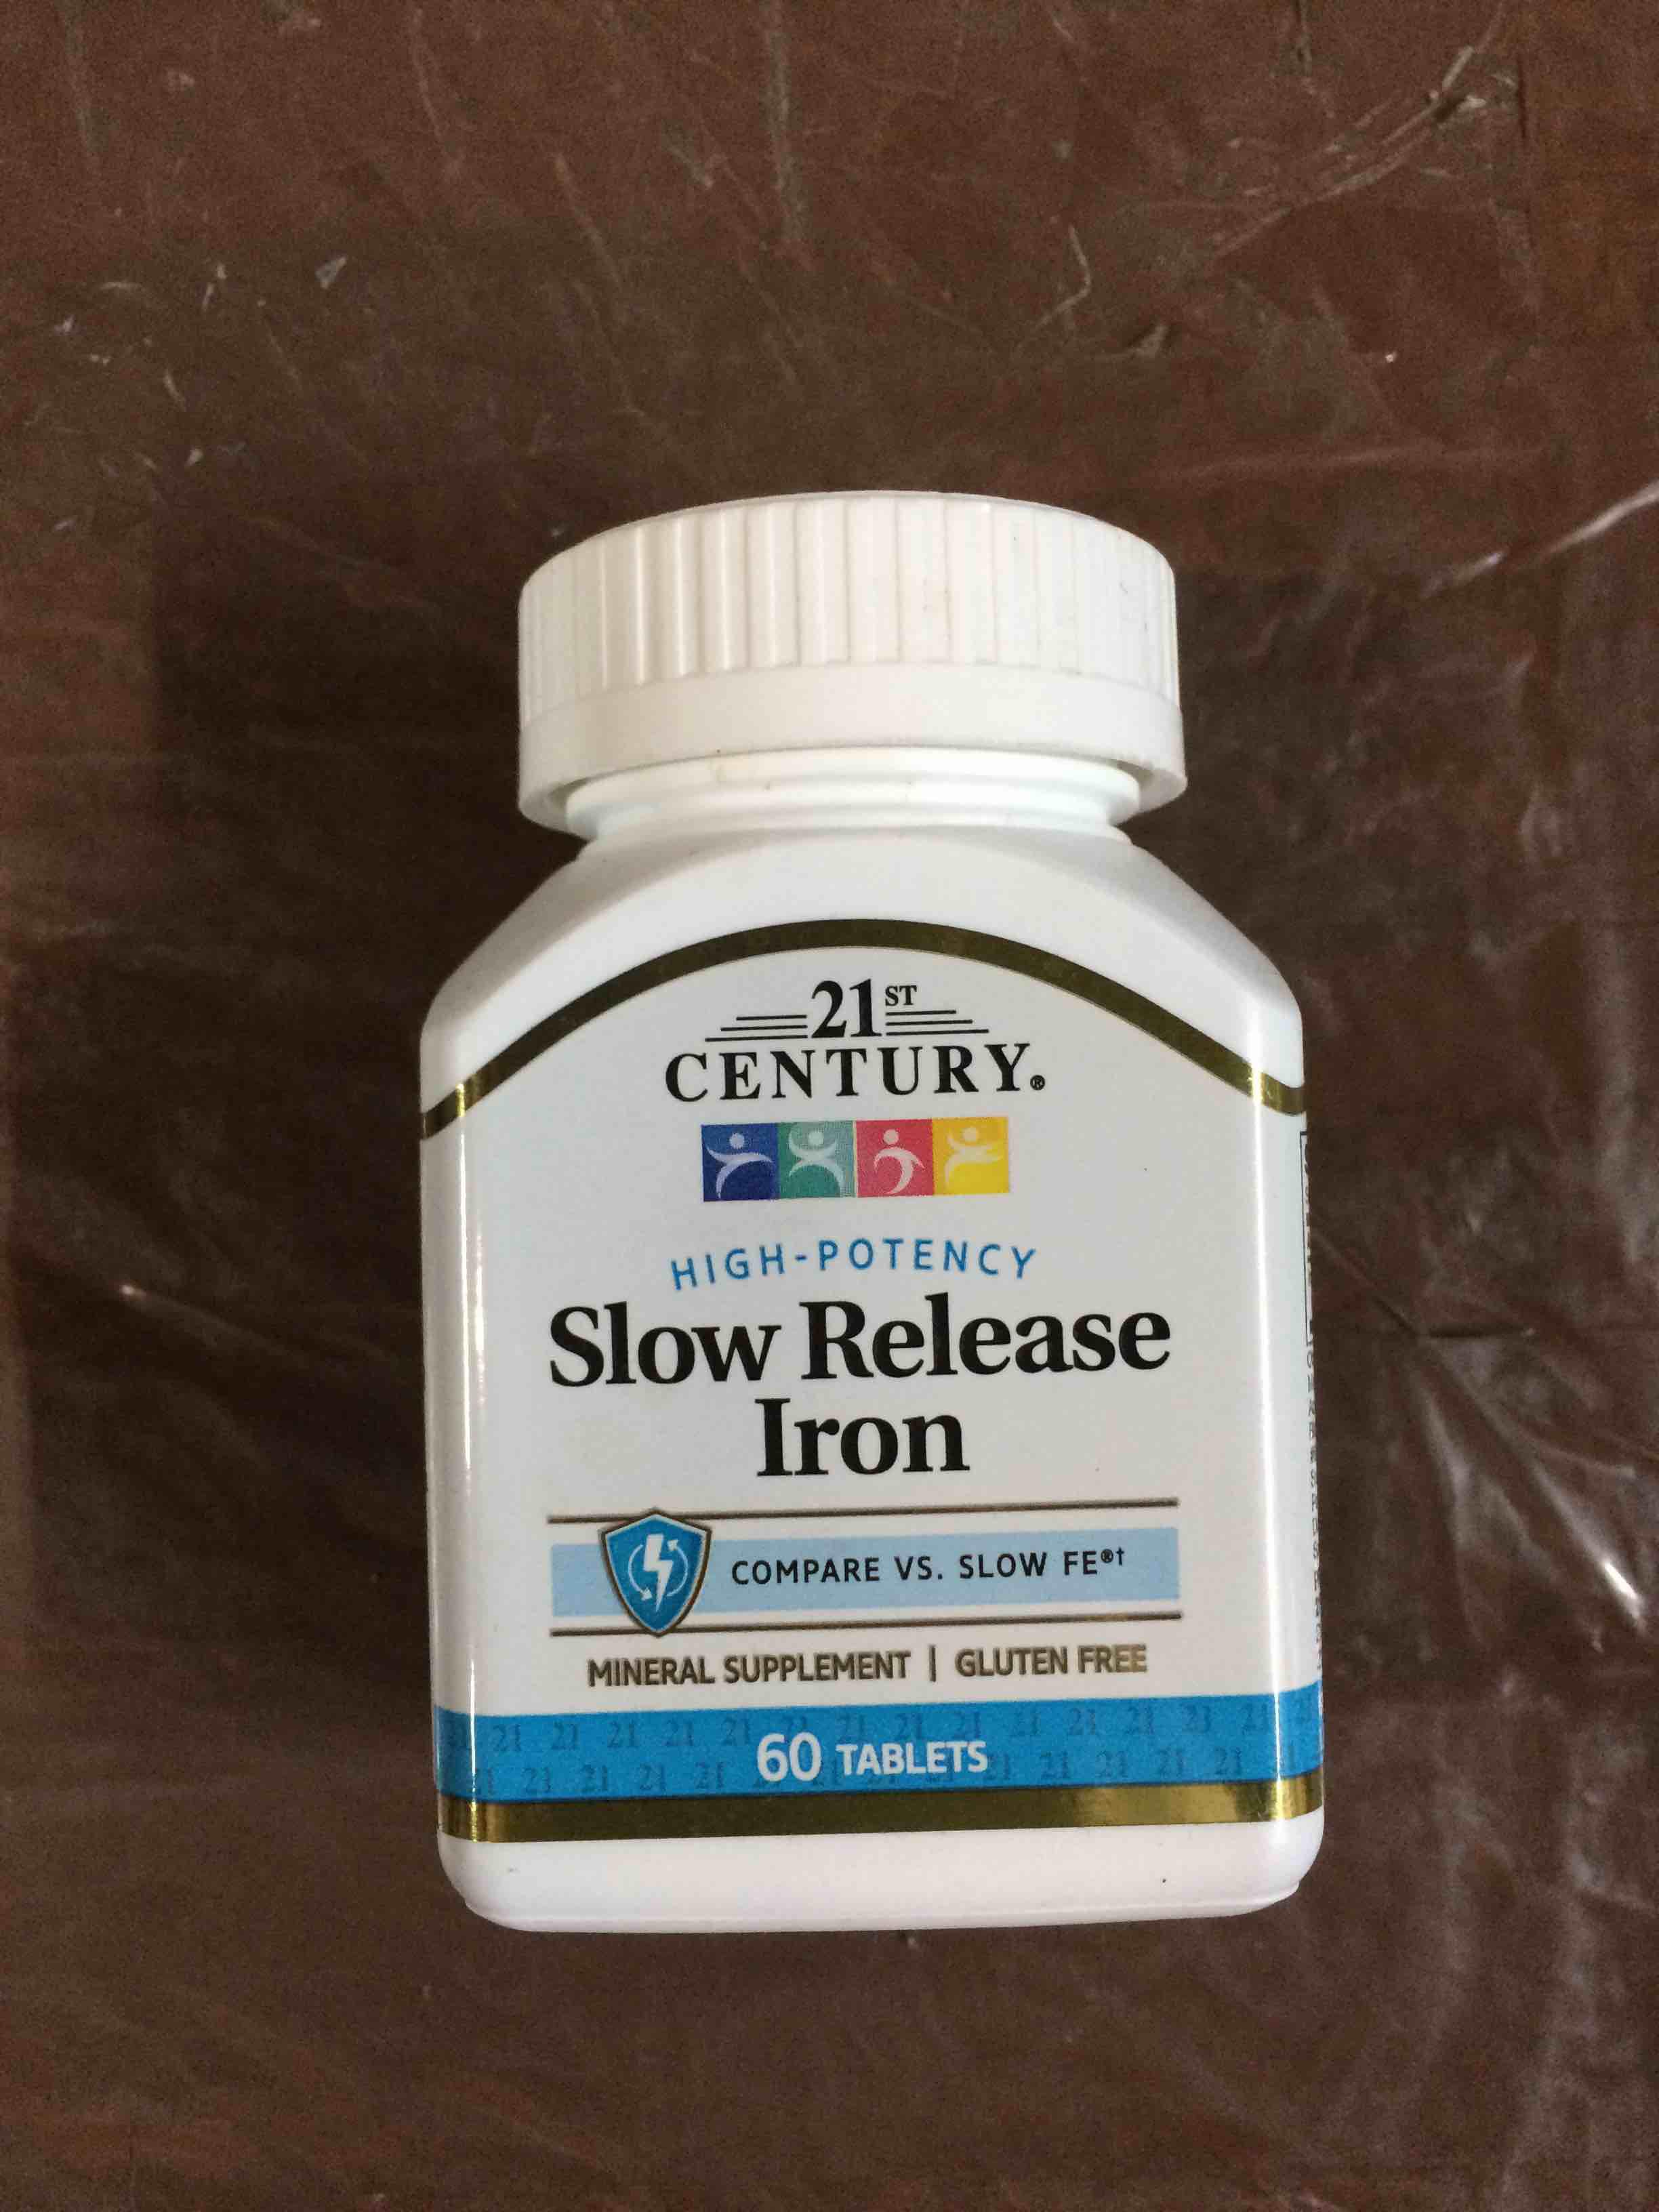 21ST
CENTURY®
HIGH-POTENCY
Slow Release
Iron
COMPARE VS. SLOW FE®†
MINERAL SUPPLEMENT | GLUTEN FREE
60 TABLETS